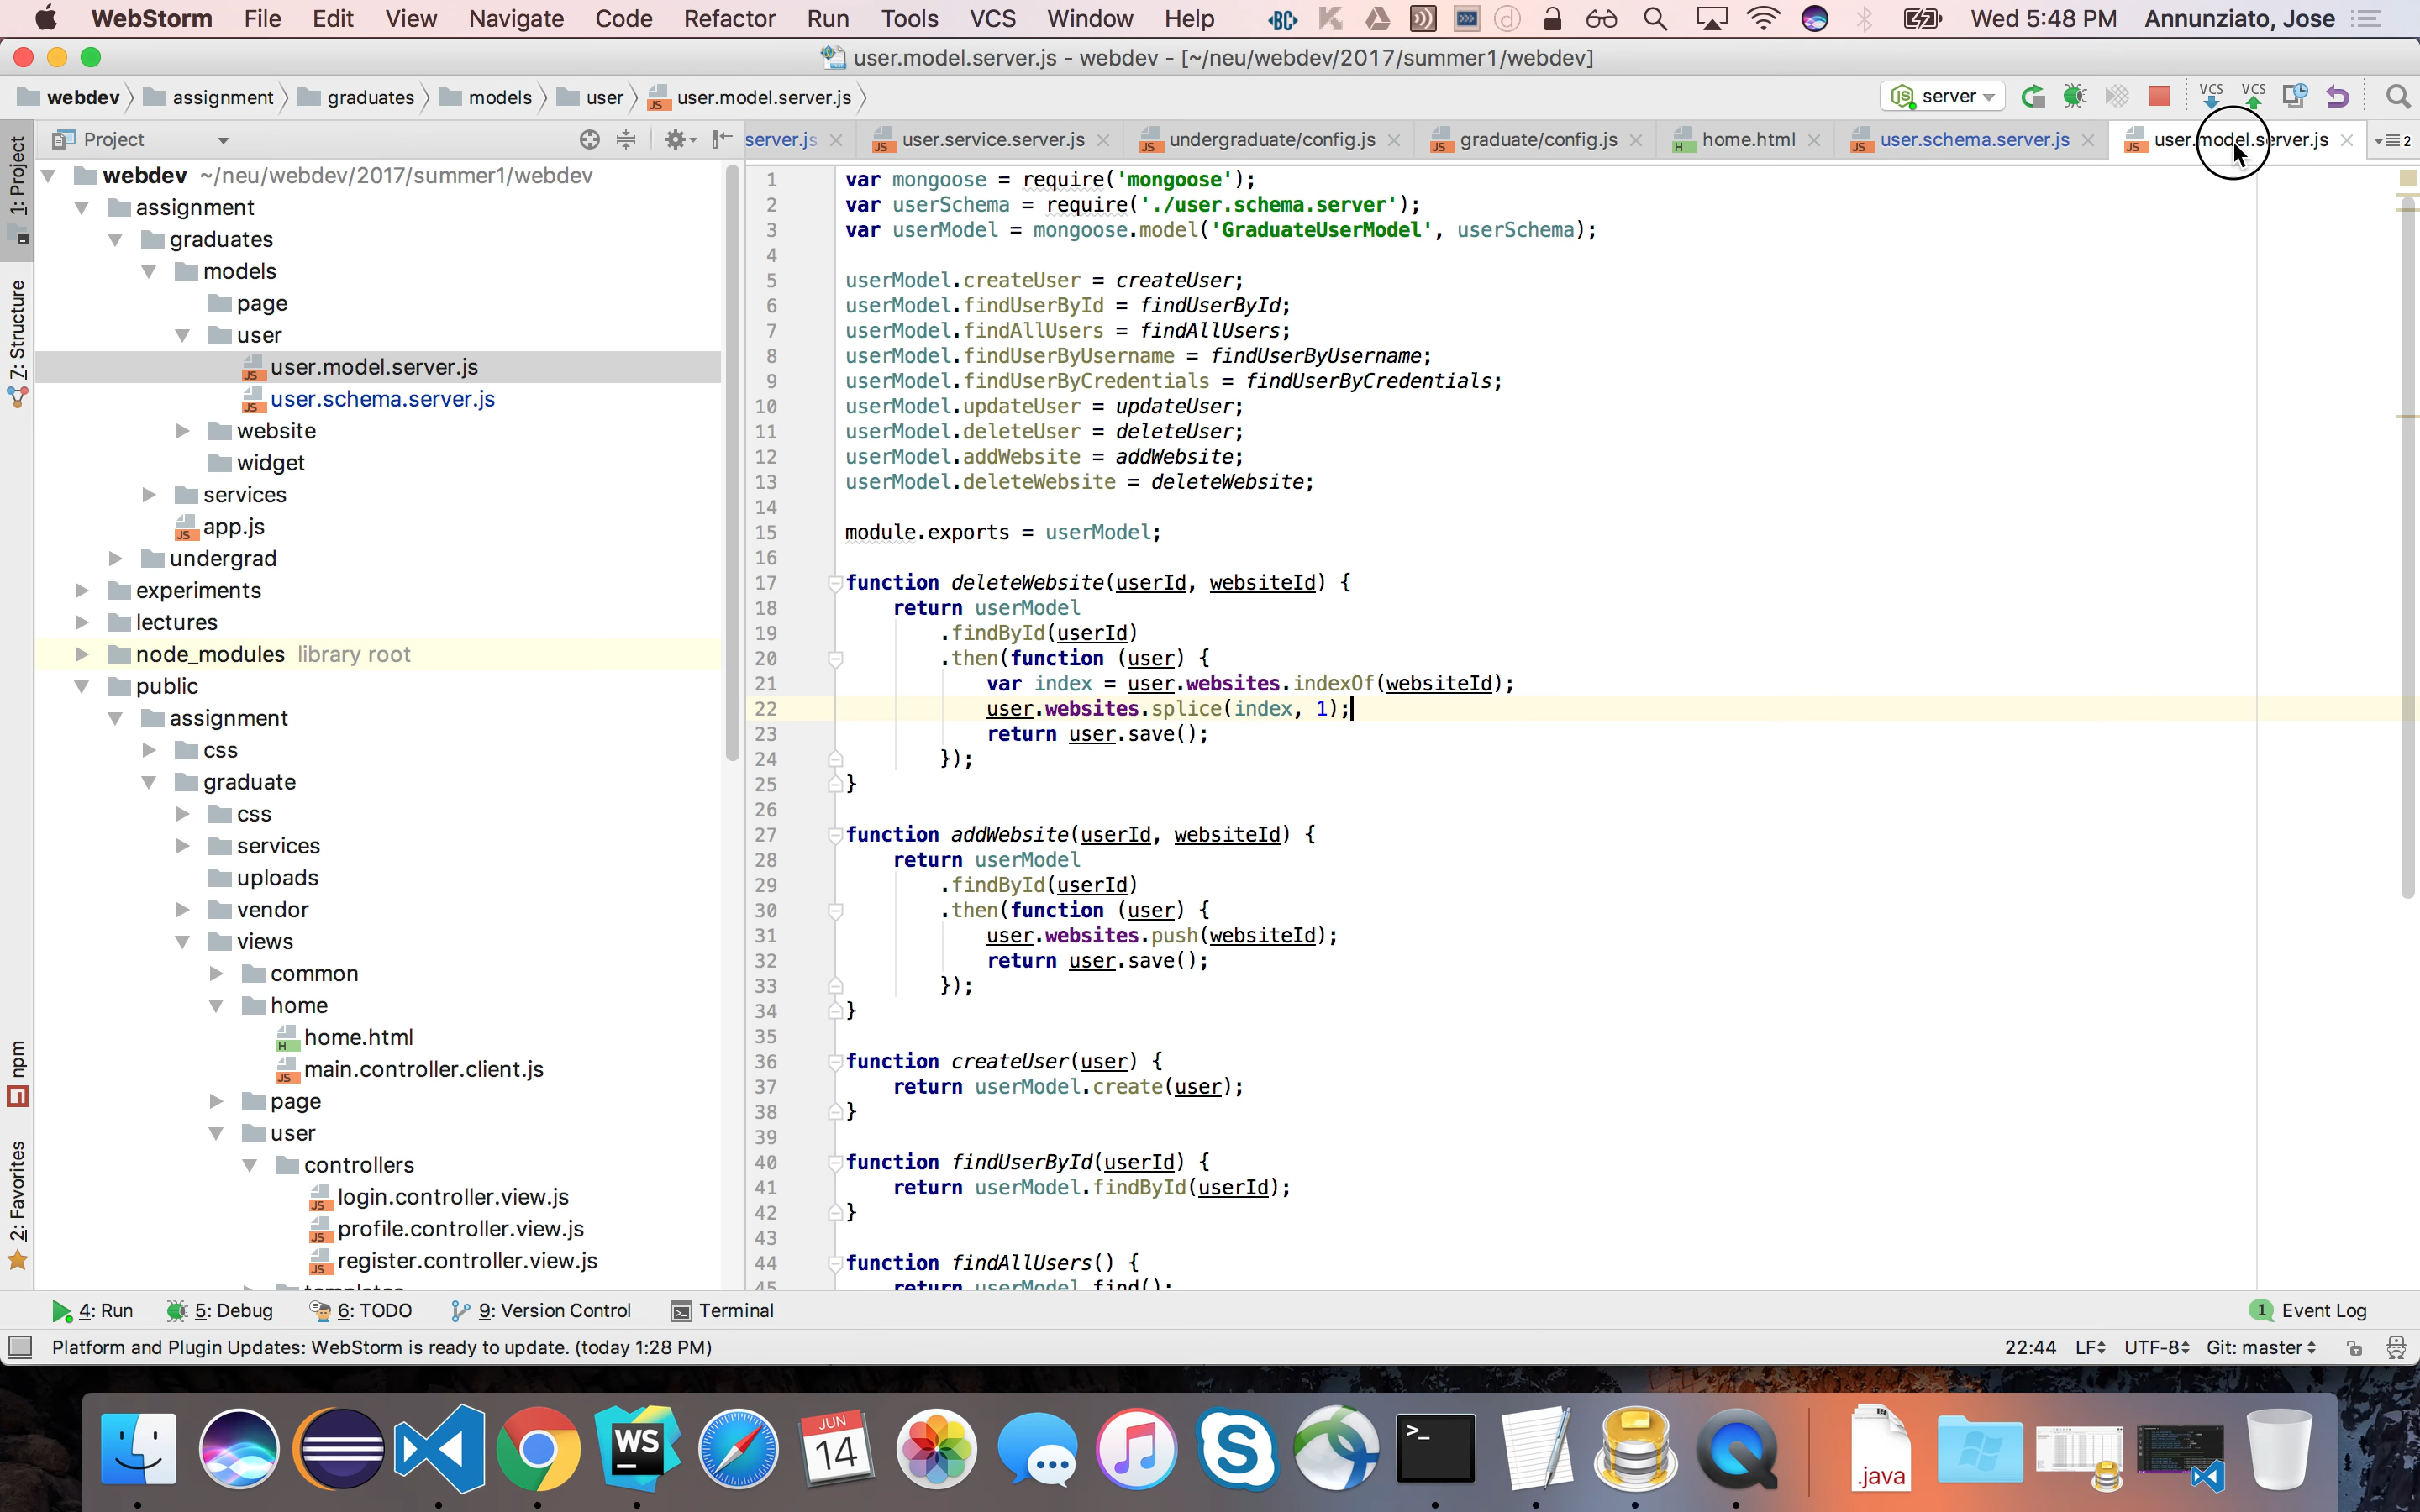 WebStorm File Edit View Navigate Code Refactor Run Tools VCS Window Help BC Wed 5:48 PM Annunziato, Jose
user.model.server.js - webdev - [~/neu/webdev/2017/summer1/webdev]
webdev assignment graduates models user user.model.server.js server VCS VCS
Project server.js user.service.server.js undergraduate/config.js graduate/config.js home.html user.schema.server.js user.model.server.js 2
1: Project
7: Structure
npm
2: Favorites
webdev ~/neu/webdev/2017/summer1/webdev
assignment
graduates
models
page
user
user.model.server.js
user.schema.server.js
website
widget
services
app.js
undergrad
experiments
lectures
node_modules library root
public
assignment
css
graduate
css
services
uploads
vendor
views
common
home
home.html
main.controller.client.js
page
user
controllers
login.controller.view.js
profile.controller.view.js
register.controller.view.js
1 var mongoose = require('mongoose');
2 var userSchema = require('./user.schema.server');
3 var userModel = mongoose.model('GraduateUserModel', userSchema);
4
5 userModel.createUser = createUser;
6 userModel.findUserById = findUserById;
7 userModel.findAllUsers = findAllUsers;
8 userModel.findUserByUsername = findUserByUsername;
9 userModel.findUserByCredentials = findUserByCredentials;
10 userModel.updateUser = updateUser;
11 userModel.deleteUser = deleteUser;
12 userModel.addWebsite = addWebsite;
13 userModel.deleteWebsite = deleteWebsite;
14
15 module.exports = userModel;
16
17 function deleteWebsite(userId, websiteId) {
18 return userModel
19 .findById(userId)
20 .then(function (user) {
21 var index = user.websites.indexOf(websiteId);
22 user.websites.splice(index, 1);
23 return user.save();
24 });
25 }
26
27 function addWebsite(userId, websiteId) {
28 return userModel
29 .findById(userId)
30 .then(function (user) {
31 user.websites.push(websiteId);
32 return user.save();
33 });
34 }
35
36 function createUser(user) {
37 return userModel.create(user);
38 }
39
40 function findUserById(userId) {
41 return userModel.findById(userId);
42 }
43
44 function findAllUsers() {
45 return userModel.find();
4: Run 5: Debug 6: TODO 9: Version Control Terminal 1 Event Log
Platform and Plugin Updates: WebStorm is ready to update. (today 1:28 PM) 22:44 LF UTF-8 Git: master
WS
JUN
14
.java